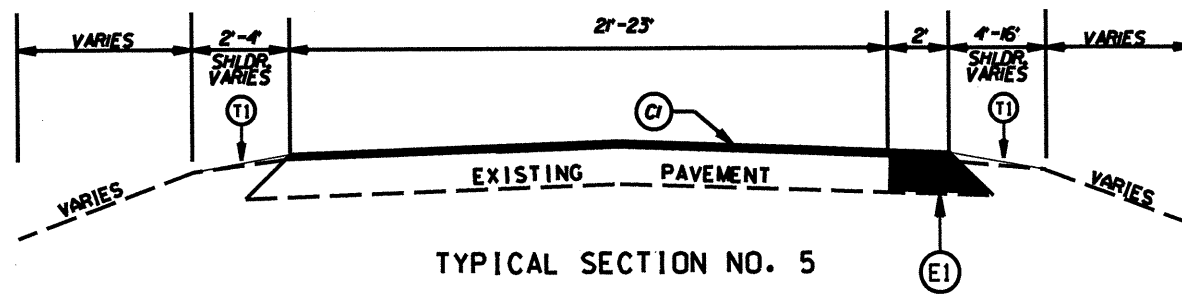 VARIES
2'-4'
21'-23'
2'
4'-16'
VARIES
SHLDR.
VARIES
SHLDR.
VARIES
T1
C1
T1
EXISTING PAVEMENT
VARIES
VARIES
TYPICAL SECTION NO. 5
E1